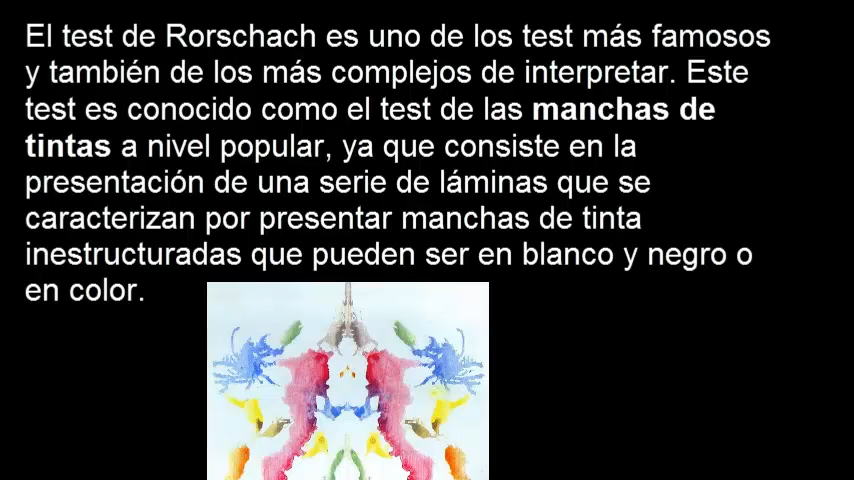 El test de Rorschach es uno de los test más famosos
y también de los más complejos de interpretar. Este
test es conocido como el test de las manchas de
tintas a nivel popular, ya que consiste en la
presentación de una serie de láminas que se
caracterizan por presentar manchas de tinta
inestructuradas que pueden ser en blanco y negro o
en color.